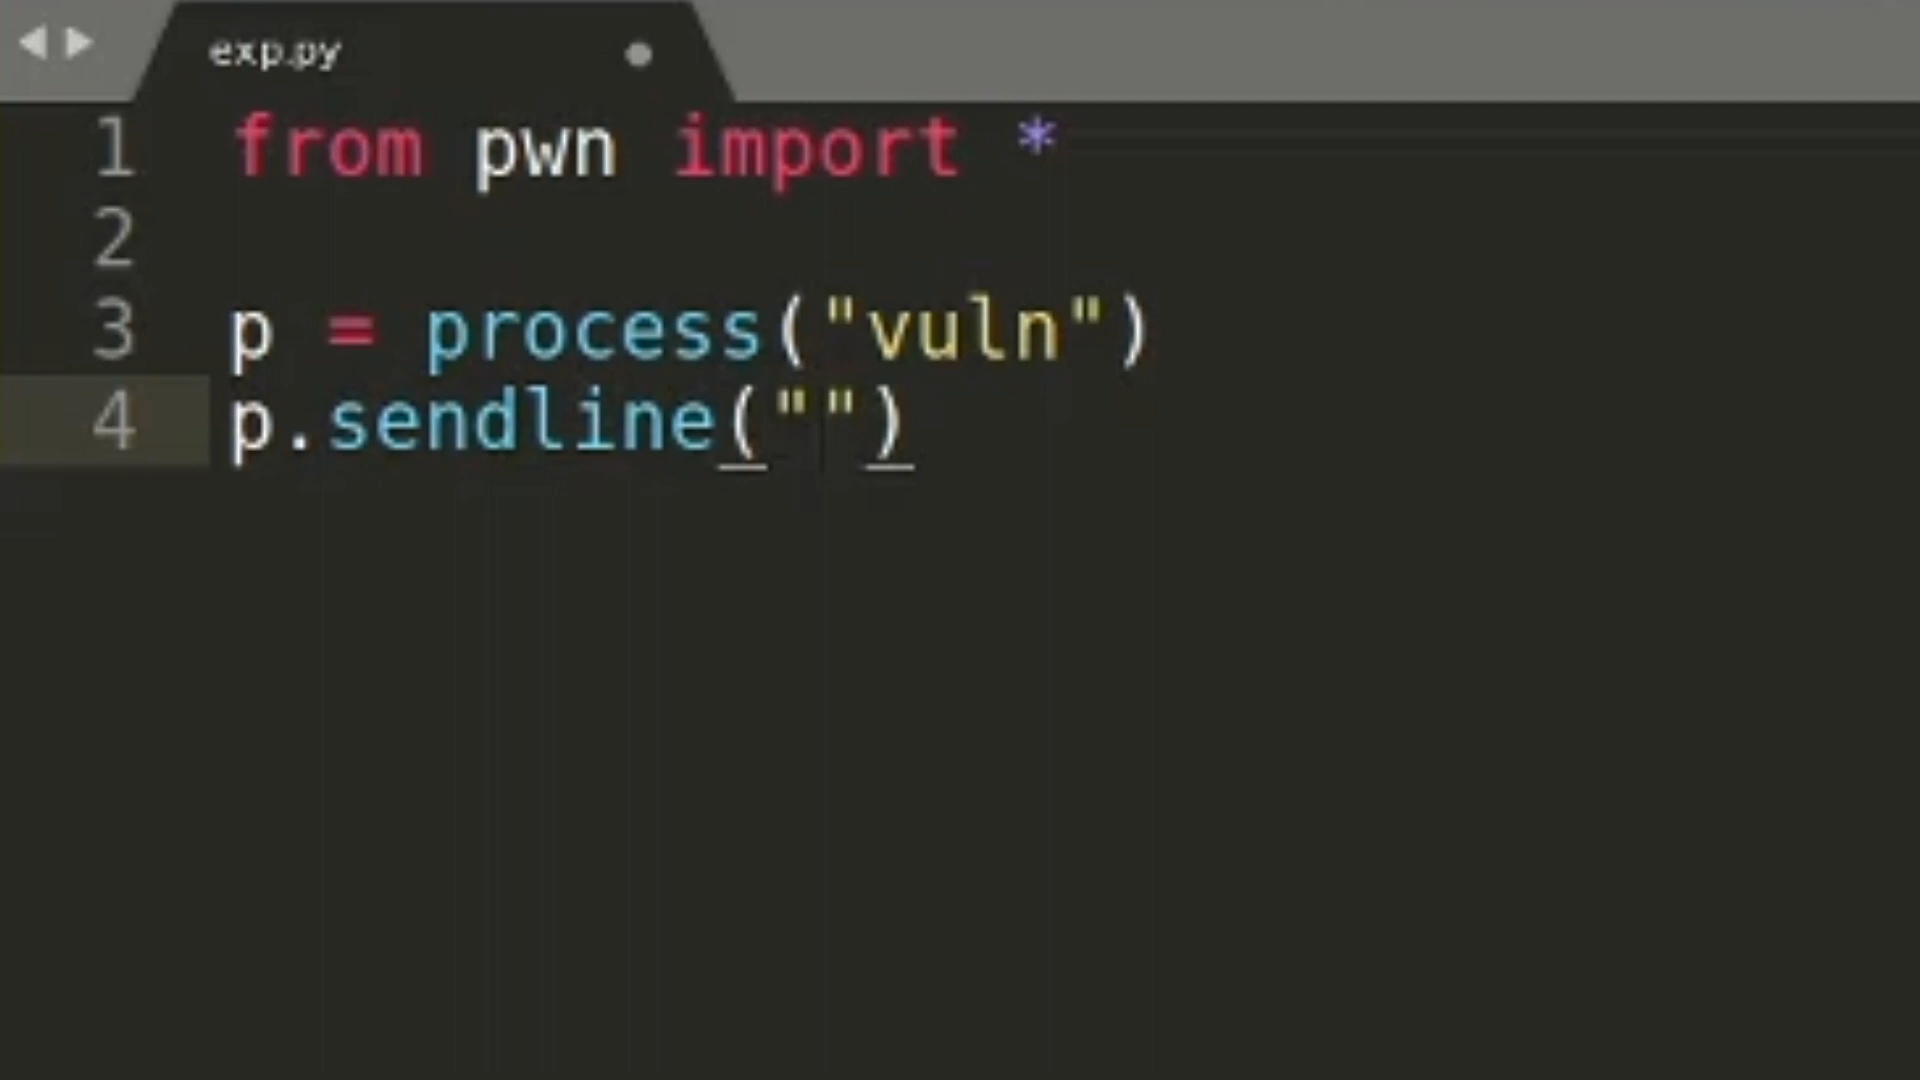 exp.py
1 from pwn import *
2
3 p = process("vuln")
4 p.sendline("")